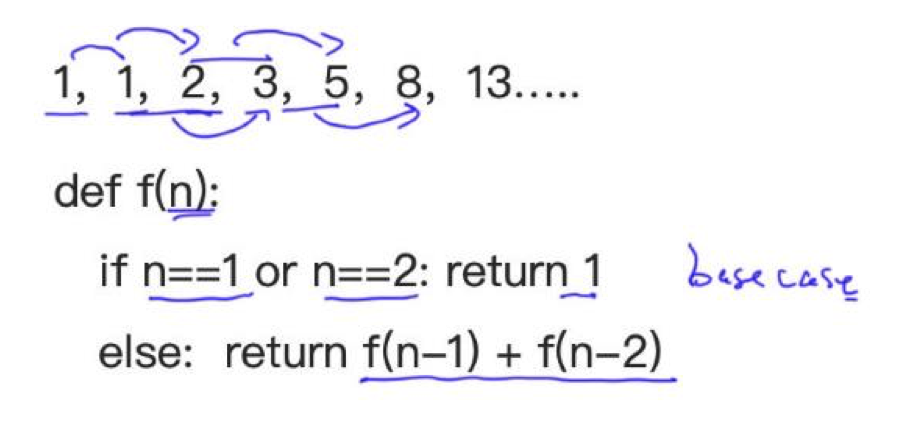 1, 1, 2, 3, 5, 8, 13.....
def f(n):
if n==1 or n==2: return 1 base case
else: return f(n−1) + f(n−2)